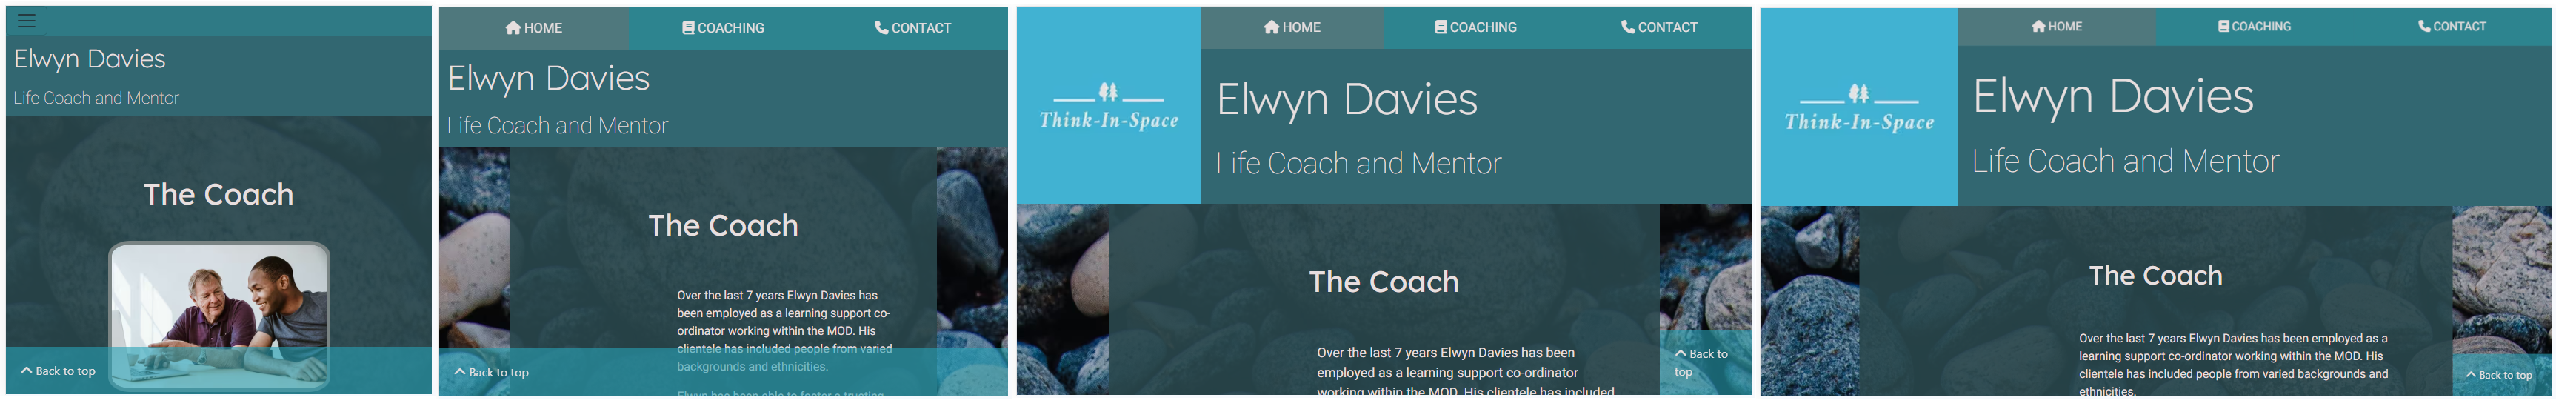 Elwyn Davies
Life Coach and Mentor
The Coach
Back to top
HOME COACHING CONTACT
Elwyn Davies
Life Coach and Mentor
The Coach
Over the last 7 years Elwyn Davies has
been employed as a learning support co-
ordinator working within the MOD. His
clientele has included people from varied
backgrounds and ethnicities.
Elwyn has been able to foster a trusting
Back to top
HOME COACHING CONTACT
Think-In-Space
Elwyn Davies
Life Coach and Mentor
The Coach
Over the last 7 years Elwyn Davies has been
employed as a learning support co-ordinator
working within the MOD. His clientele has included
Back to
top
HOME COACHING CONTACT
Think-In-Space
Elwyn Davies
Life Coach and Mentor
The Coach
Over the last 7 years Elwyn Davies has been employed as a
learning support co-ordinator working within the MOD. His
clientele has included people from varied backgrounds and
ethnicities.
Back to top